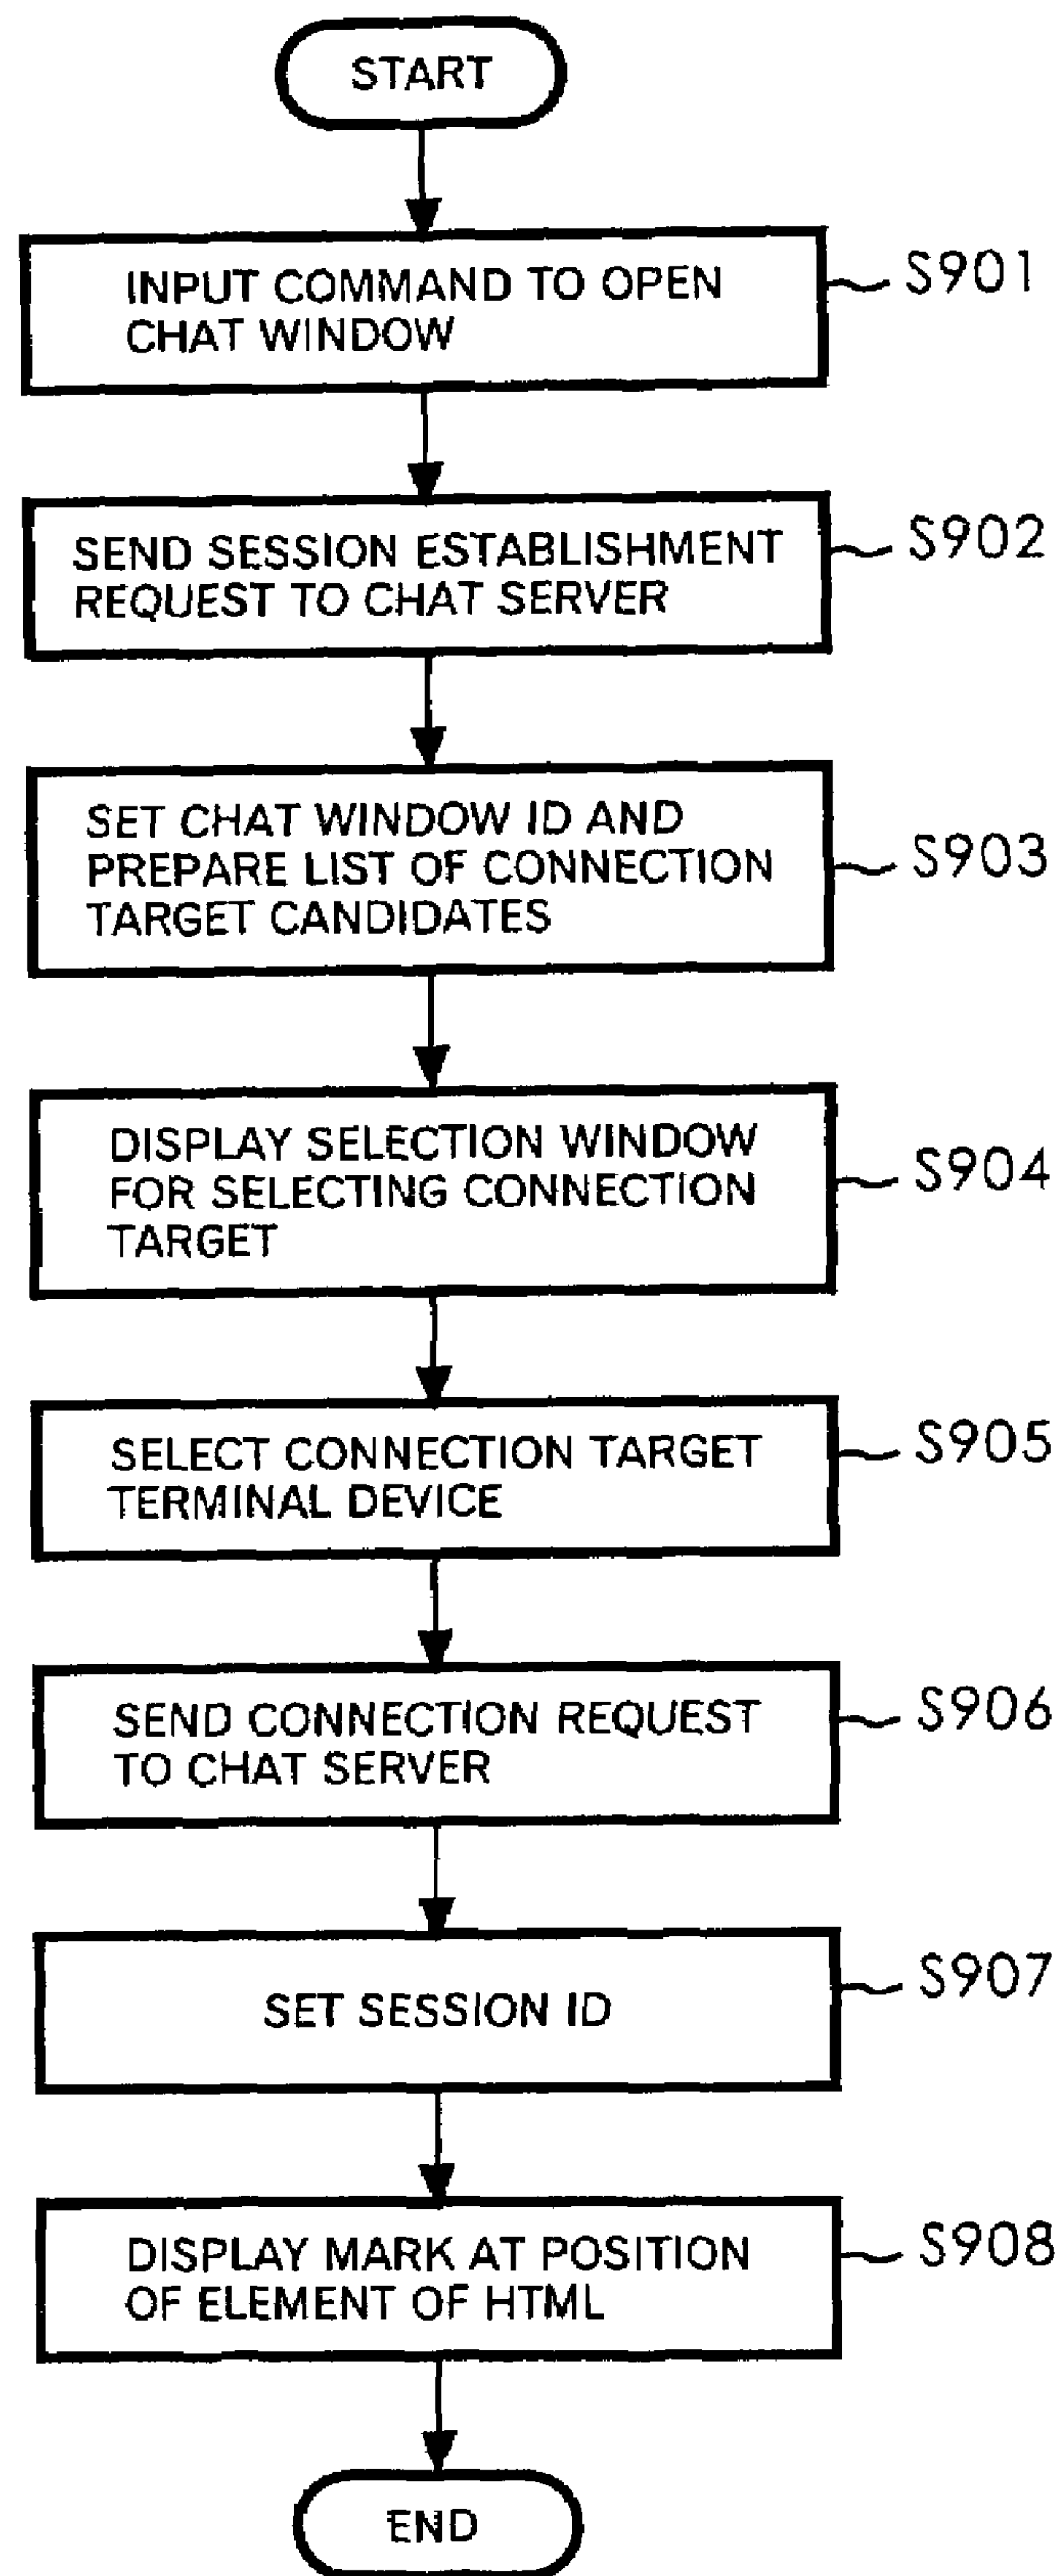 START
INPUT COMMAND TO OPEN
CHAT WINDOW
S901
SEND SESSION ESTABLISHMENT
REQUEST TO CHAT SERVER
S902
SET CHAT WINDOW ID AND
PREPARE LIST OF CONNECTION
TARGET CANDIDATES
S903
DISPLAY SELECTION WINDOW
FOR SELECTING CONNECTION
TARGET
S904
SELECT CONNECTION TARGET
TERMINAL DEVICE
S905
SEND CONNECTION REQUEST
TO CHAT SERVER
S906
SET SESSION ID
S907
DISPLAY MARK AT POSITION
OF ELEMENT OF HTML
S908
END